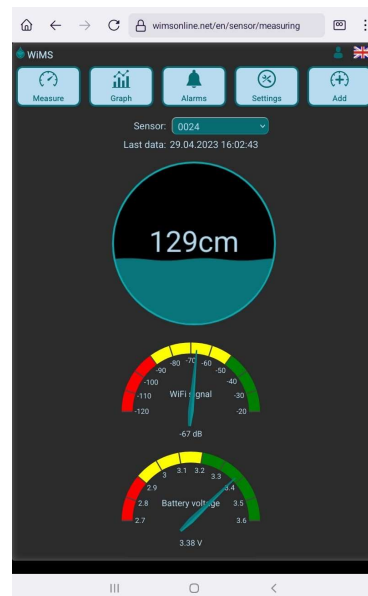 wimsonline.net/en/sensor/measuring
WiMS
Measure Graph Alarms Settings Add
Sensor: 0024
Last data: 29.04.2023 16:02:43
129cm
-120 -110 -100 -90 -80 -70 -60 -50 -40 -30 -20
WiFi signal
-67 dB
2.7 2.8 2.9 3 3.1 3.2 3.3 3.4 3.5 3.6
Battery voltage
3.38 V